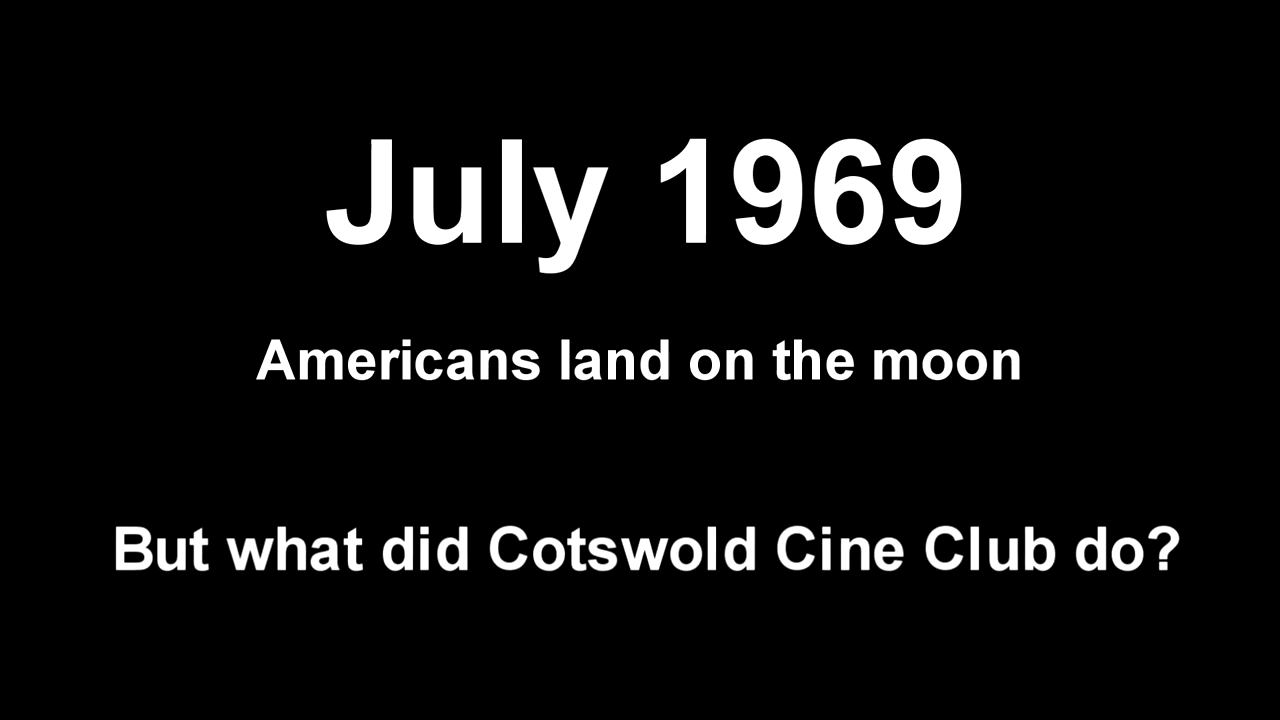 July 1969
Americans land on the moon
But what did Cotswold Cine Club do?